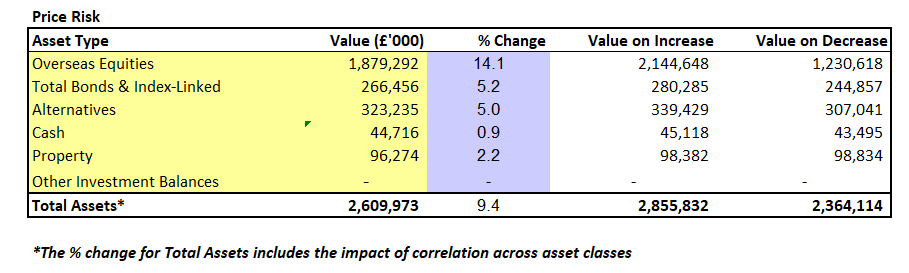 Price Risk
Asset Type Value (£'000) % Change Value on Increase Value on Decrease
Overseas Equities 1,879,292 14.1 2,144,648 1,230,618
Total Bonds & Index-Linked 266,456 5.2 280,285 244,857
Alternatives 323,235 5.0 339,429 307,041
Cash 44,716 0.9 45,118 43,495
Property 96,274 2.2 98,382 98,834
Other Investment Balances - - - -
Total Assets* 2,609,973 9.4 2,855,832 2,364,114
*The % change for Total Assets includes the impact of correlation across asset classes